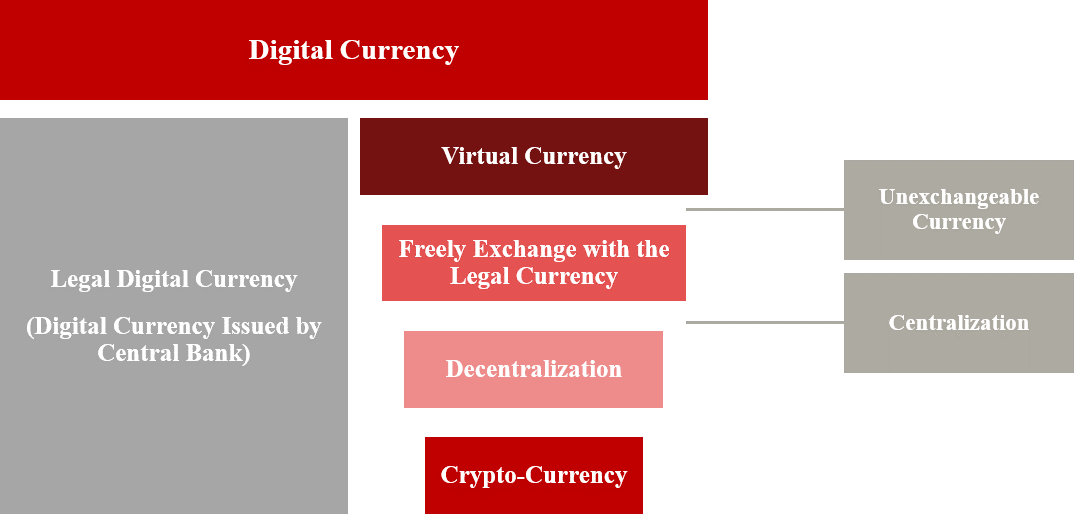 Digital Currency
Legal Digital Currency
(Digital Currency Issued by
Central Bank)
Virtual Currency
Freely Exchange with the
Legal Currency
Decentralization
Crypto-Currency
Unexchangeable
Currency
Centralization